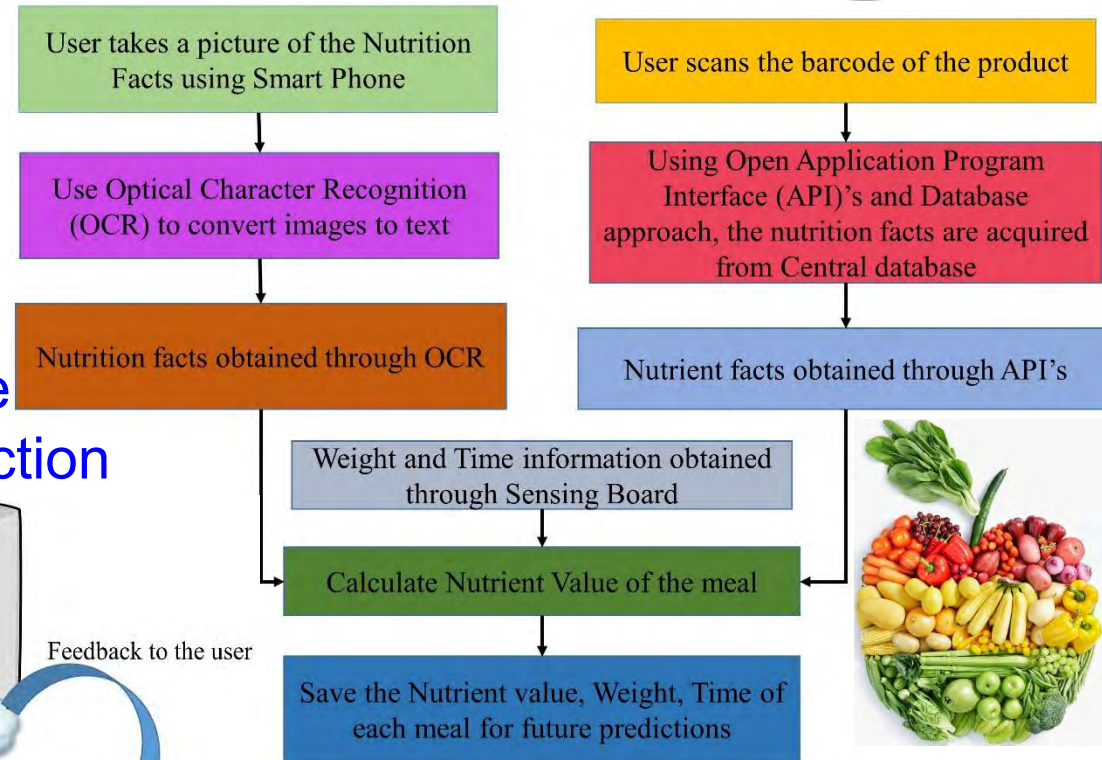 User takes a picture of the Nutrition
Facts using Smart Phone
Use Optical Character Recognition
(OCR) to convert images to text
Nutrition facts obtained through OCR
User scans the barcode of the product
Using Open Application Program
Interface (API)'s and Database
approach, the nutrition facts are acquired
from Central database
Nutrient facts obtained through API's
Weight and Time information obtained
through Sensing Board
Calculate Nutrient Value of the meal
Save the Nutrient value, Weight, Time of
each meal for future predictions
e
ction
Feedback to the user